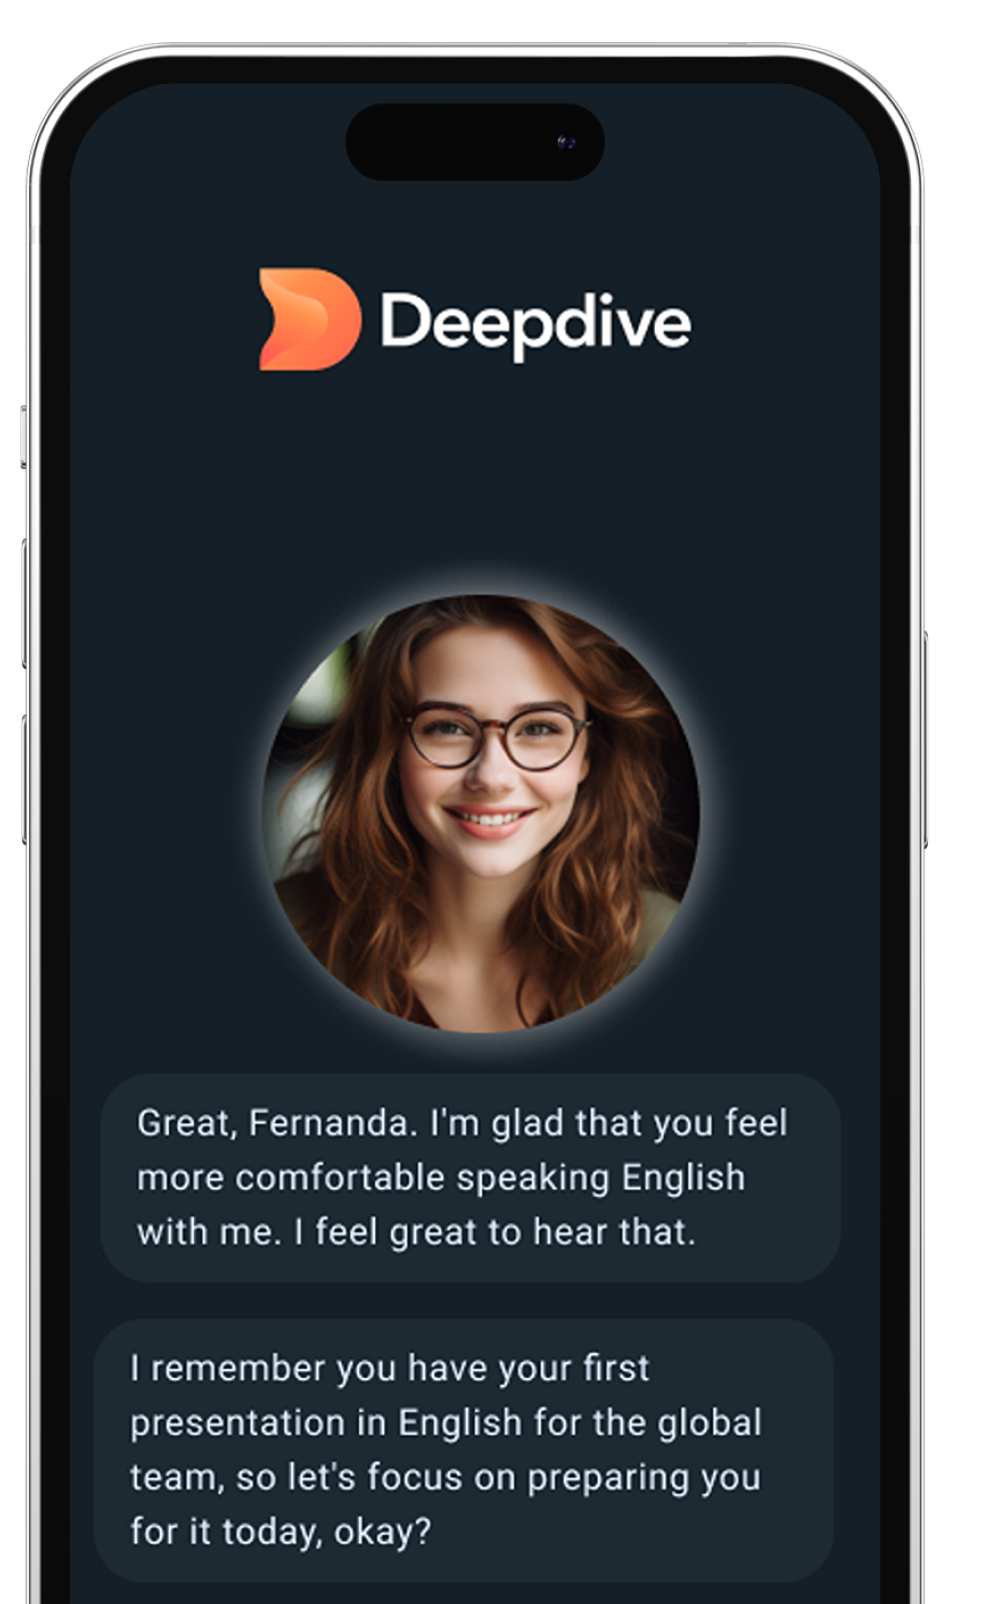 Deepdive
Great, Fernanda. I'm glad that you feel
more comfortable speaking English
with me. I feel great to hear that.
I remember you have your first
presentation in English for the global
team, so let's focus on preparing you
for it today, okay?